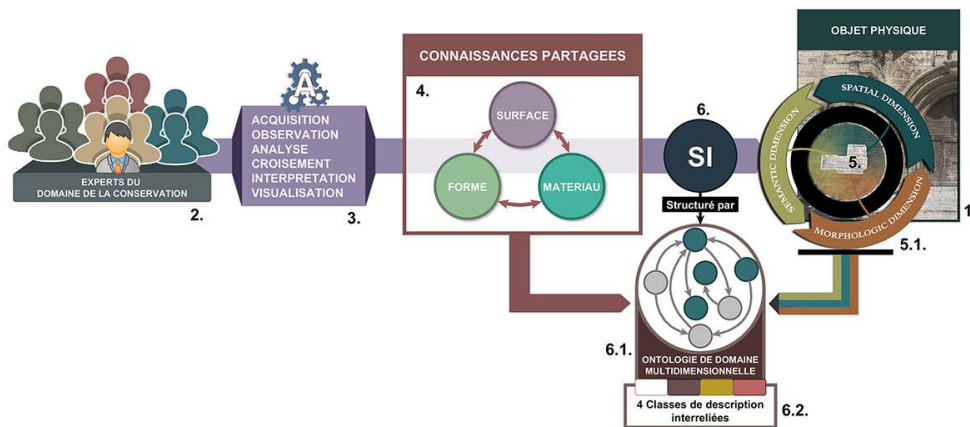 EXPERTS DU
DOMAINE DE LA CONSERVATION
2.
A
ACQUISITION
OBSERVATION
ANALYSE
CROISEMENT
INTERPRETATION
VISUALISATION
3.
CONNAISSANCES PARTAGEES
4.
SURFACE
FORME
MATERIAU
6.
SI
Structuré par
OBJET PHYSIQUE
SEMANTIC DIMENSION
SPATIAL DIMENSION
MORPHOLOGIC DIMENSION
5.
1
5.1.
6.1.
ONTOLOGIE DE DOMAINE
MULTIDIMENSIONNELLE
4 Classes de description
interreliées
6.2.